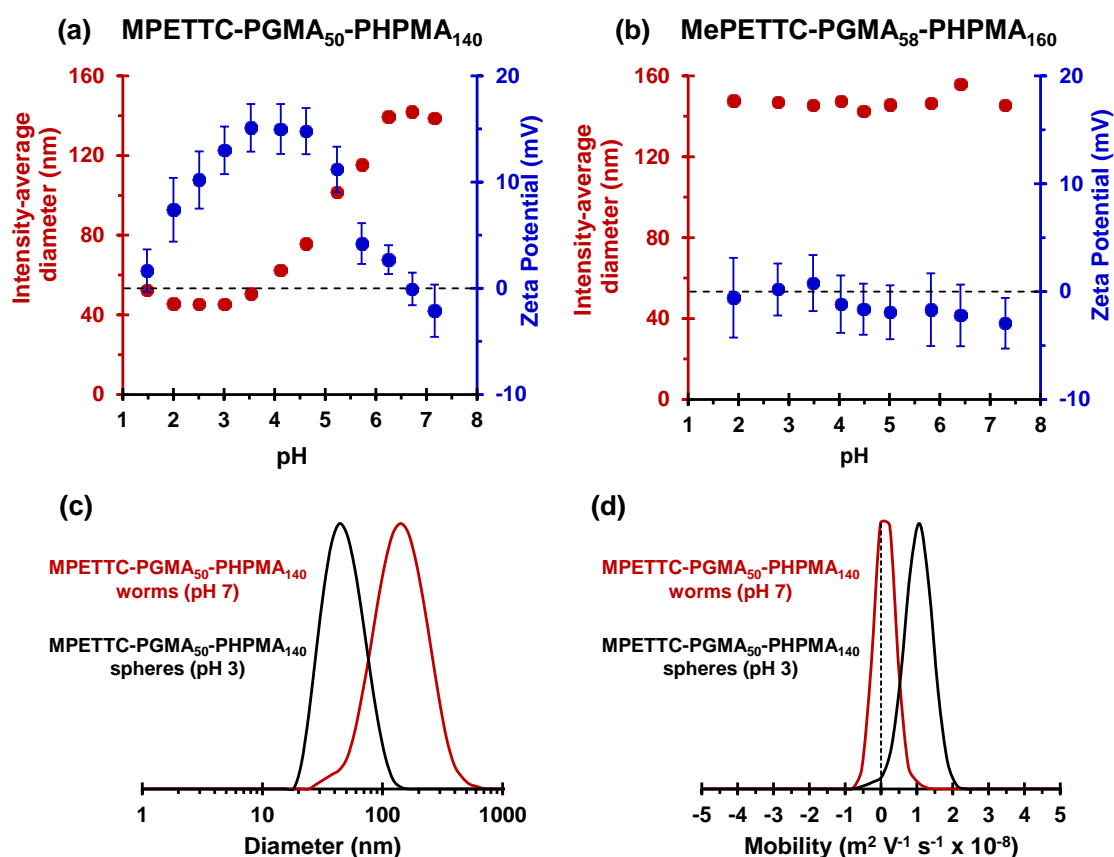 (a) MPETTC-PGMA₅₀-PHPMA₁₄₀
160
120
80
40
0
Intensity-average
diameter (nm)
20
10
0
-10
Zeta Potential (mV)
1 2 3 4 5 6 7 8
pH
(b) MePETTC-PGMA₅₈-PHPMA₁₆₀
160
120
80
40
0
Intensity-average
diameter (nm)
20
10
0
-10
Zeta Potential (mV)
1 2 3 4 5 6 7 8
pH
(c)
MPETTC-PGMA₅₀-PHPMA₁₄₀
worms (pH 7)
MPETTC-PGMA₅₀-PHPMA₁₄₀
spheres (pH 3)
1 10 100 1000
Diameter (nm)
(d)
MPETTC-PGMA₅₀-PHPMA₁₄₀
worms (pH 7)
MPETTC-PGMA₅₀-PHPMA₁₄₀
spheres (pH 3)
-5 -4 -3 -2 -1 0 1 2 3 4 5
Mobility (m² V⁻¹ s⁻¹ x 10⁻⁸)